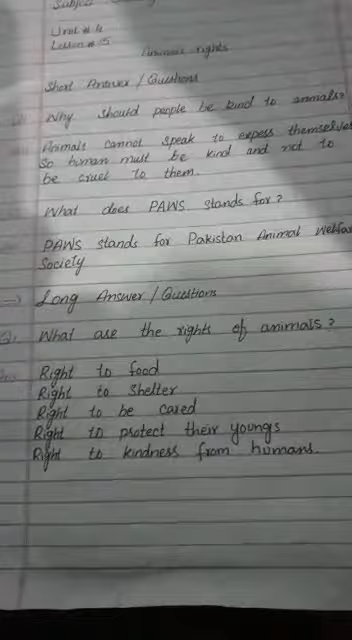 Subject
Unit # 4
Lesson # 15
Animals rights
Short Answer / Questions
Why should people be kind to animals?
Animals cannot speak to expess themselves
So human must be kind and not to
be cruel to them.
What does PAWS stands for?
PAWS stands for Pakistan Animal Welfare
Society
Long Answer / Questions
Q: What are the rights of animals?
Right to food
Right to Shelter
Right to be cared
Right to protect their youngs
Right to kindness from humans.